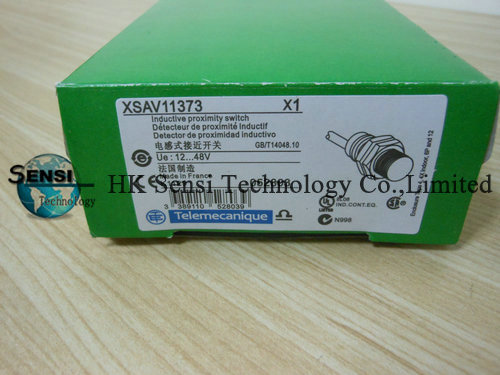 XSAV11373 X1
Inductive proximity switch
Détecteur de proximité inductif
Detector de proximidad inductivo
电感式接近开关 GB/T14048.10
Ue : 12...48V
法国制造
Made in France
SENSI
Technology
HK Sensi Technology Co.,Limited
Telemecanique
3 389110 528039
UL LISTED
IND.CONT.EQ.
N998